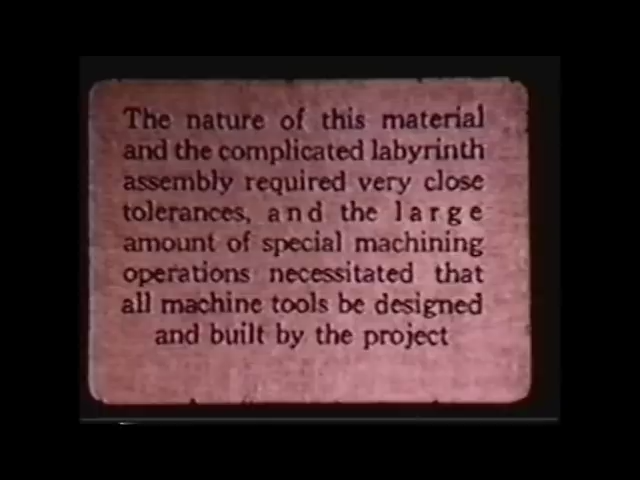 The nature of this material
and the complicated labyrinth
assembly required very close
tolerances, and the large
amount of special machining
operations necessitated that
all machine tools be designed
and built by the project